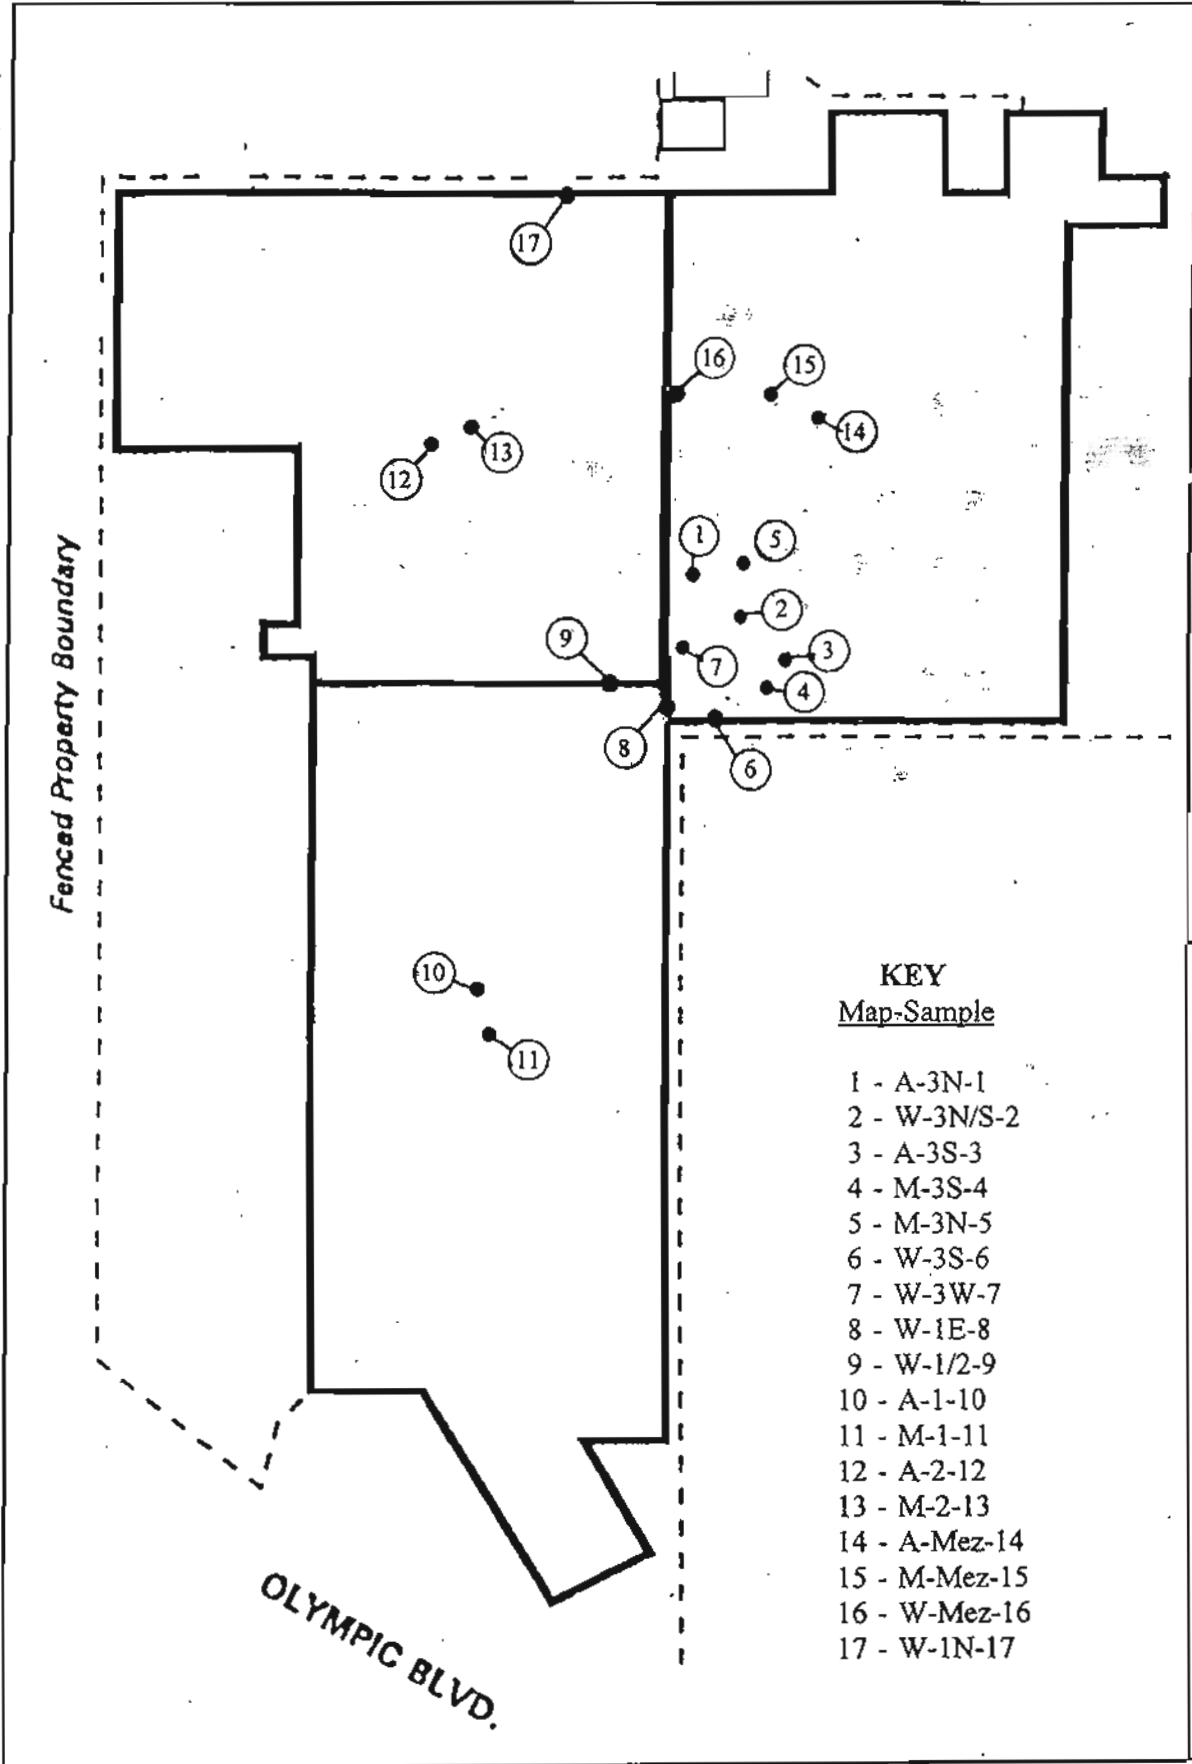 17
16
15
14
13
12
1
5
2
9
3
7
4
8
6
Fenced Property Boundary
10
11
KEY
Map-Sample
1 - A-3N-1
2 - W-3N/S-2
3 - A-3S-3
4 - M-3S-4
5 - M-3N-5
6 - W-3S-6
7 - W-3W-7
8 - W-1E-8
9 - W-1/2-9
10 - A-1-10
11 - M-1-11
12 - A-2-12
13 - M-2-13
14 - A-Mez-14
15 - M-Mez-15
16 - W-Mez-16
17 - W-1N-17
OLYMPIC BLVD.